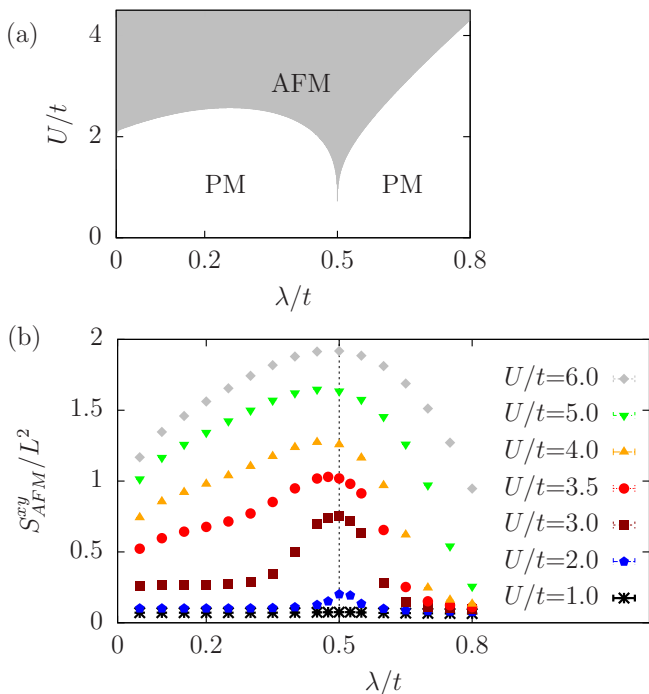 (a)
4
2
0
U/t
AFM
PM
PM
0
0.2
0.5
0.8
λ/t
(b)
2
1.5
1
0.5
0
S^{xy}_{AFM}/L^2
U/t=6.0
U/t=5.0
U/t=4.0
U/t=3.5
U/t=3.0
U/t=2.0
U/t=1.0
0.2
0.5
0.8
λ/t